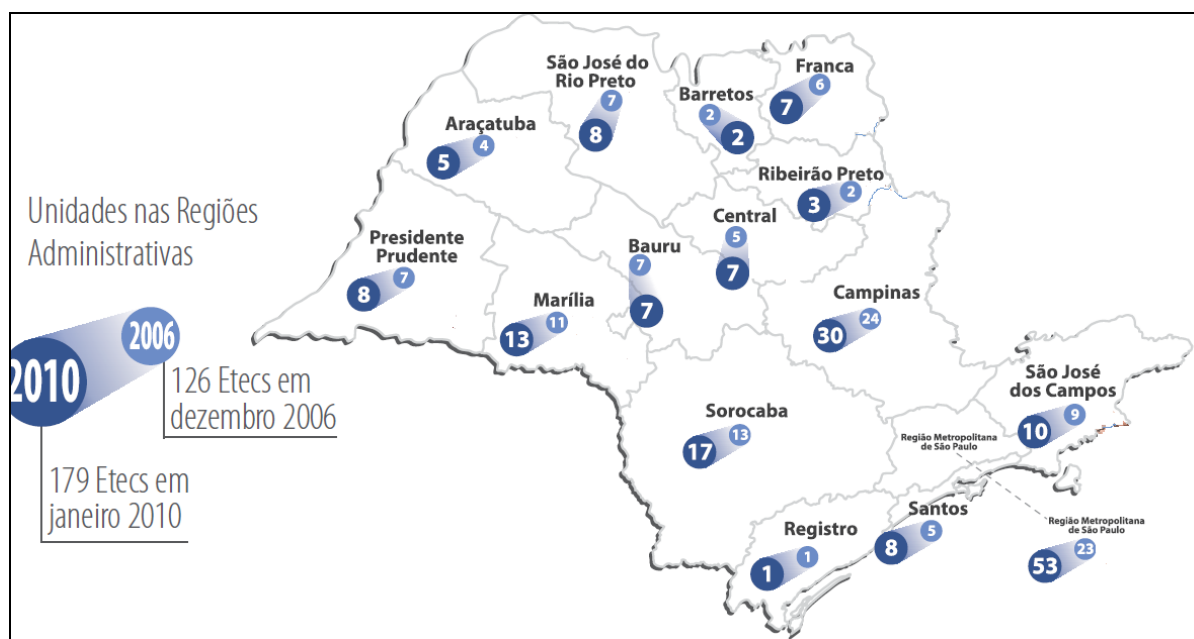 Unidades nas Regiões
Administrativas
2010
2006
126 Etecs em
dezembro 2006
179 Etecs em
janeiro 2010
São José do
Rio Preto
7
8
Barretos
2
2
Franca
6
7
Araçatuba
4
5
Ribeirão Preto
2
3
Central
5
7
Presidente
Prudente
7
8
Bauru
7
7
Marília
11
13
Campinas
24
30
São José
dos Campos
9
10
Sorocaba
13
17
Região Metropolitana
de São Paulo
Registro
1
1
Santos
5
8
Região Metropolitana
de São Paulo
23
53